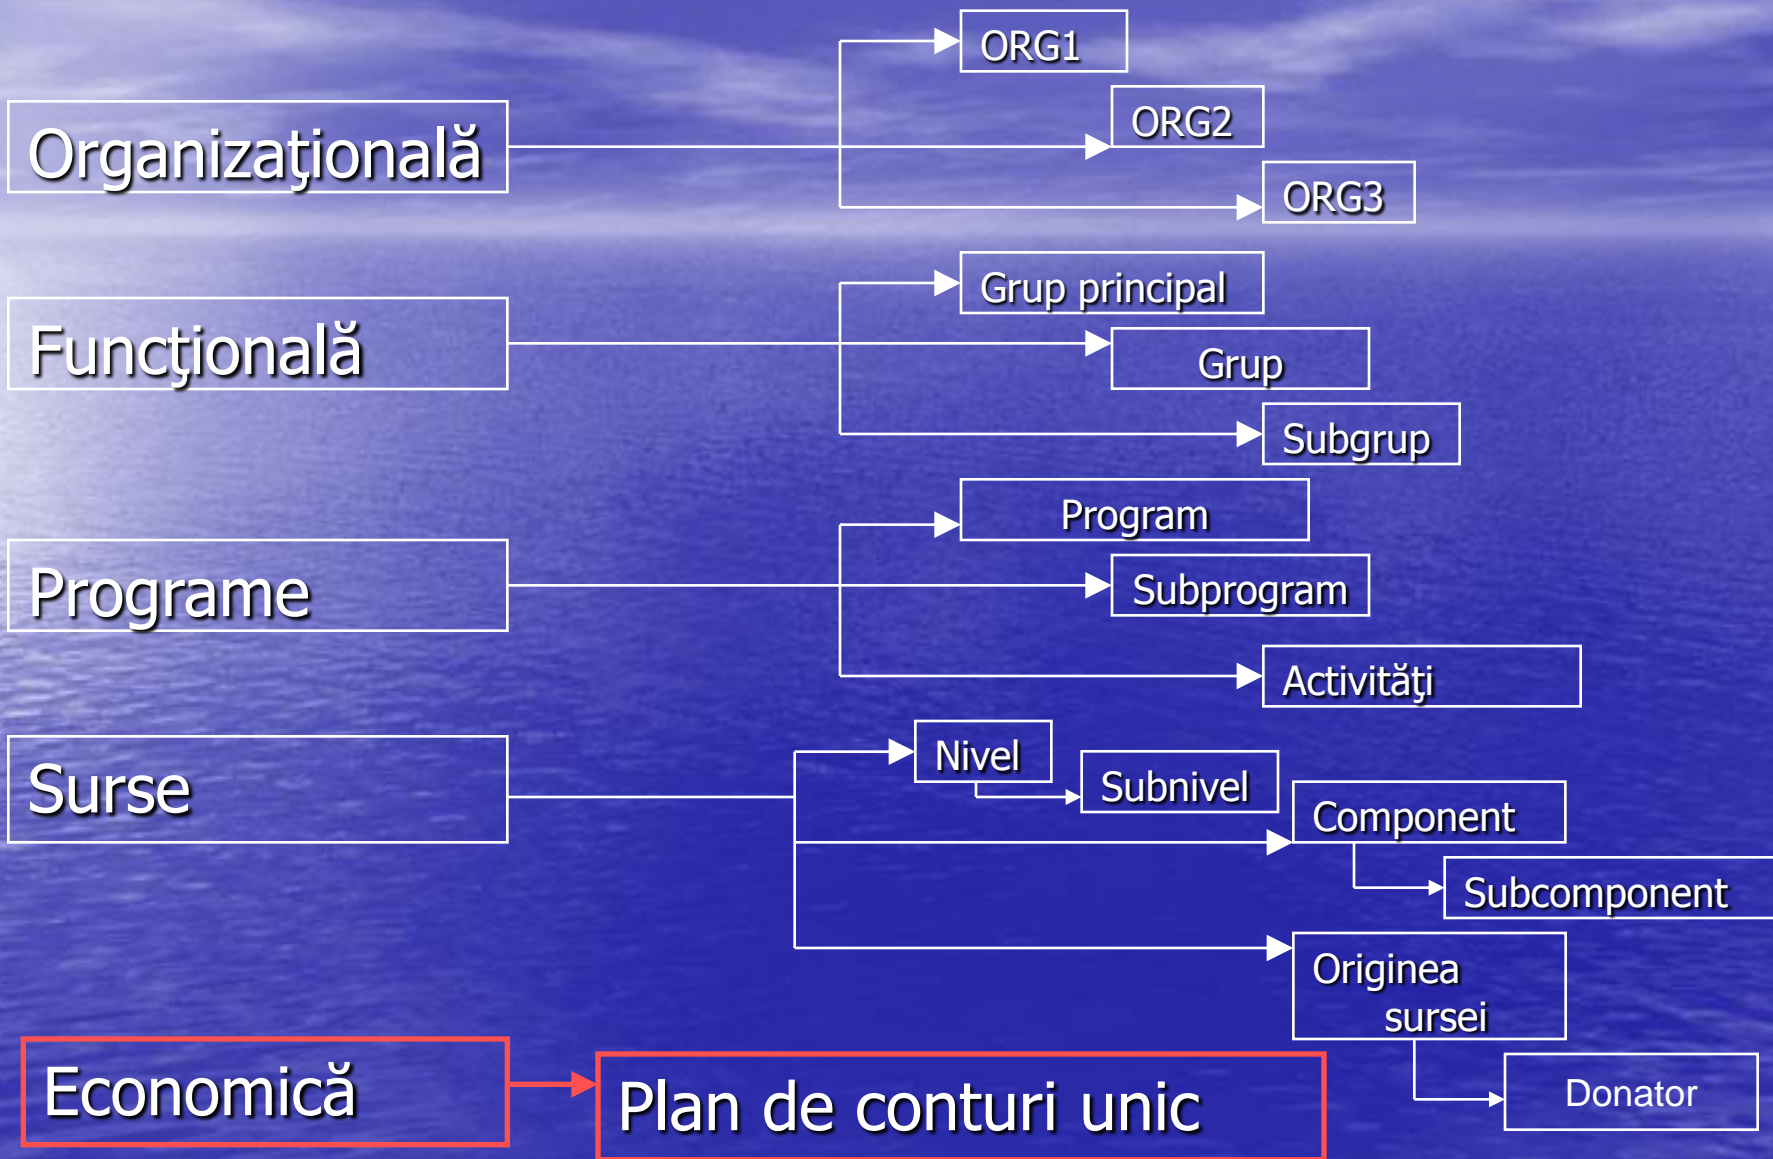 Organizaţională
ORG1
ORG2
ORG3
Funcţională
Grup principal
Grup
Subgrup
Programe
Program
Subprogram
Activităţi
Surse
Nivel
Subnivel
Component
Subcomponent
Originea
sursei
Donator
Economică
Plan de conturi unic